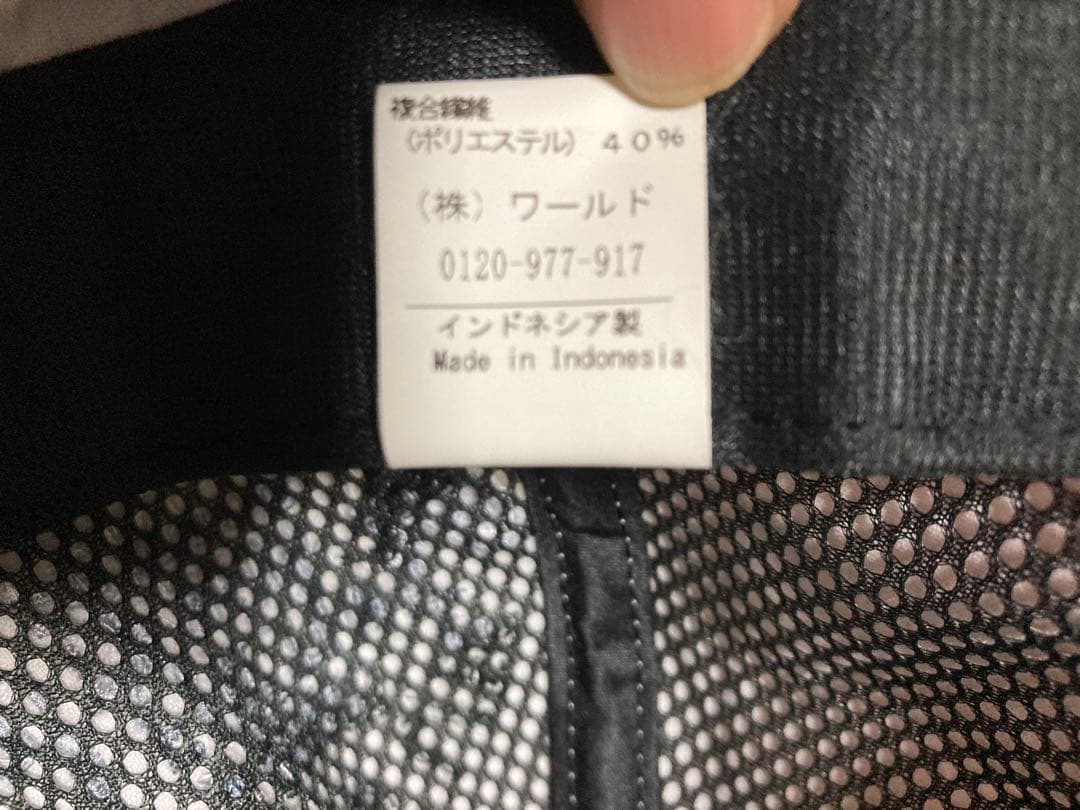 複合繊維
(ポリエステル) 40%
(株) ワールド
0120-977-917
インドネシア製
Made in Indonesia